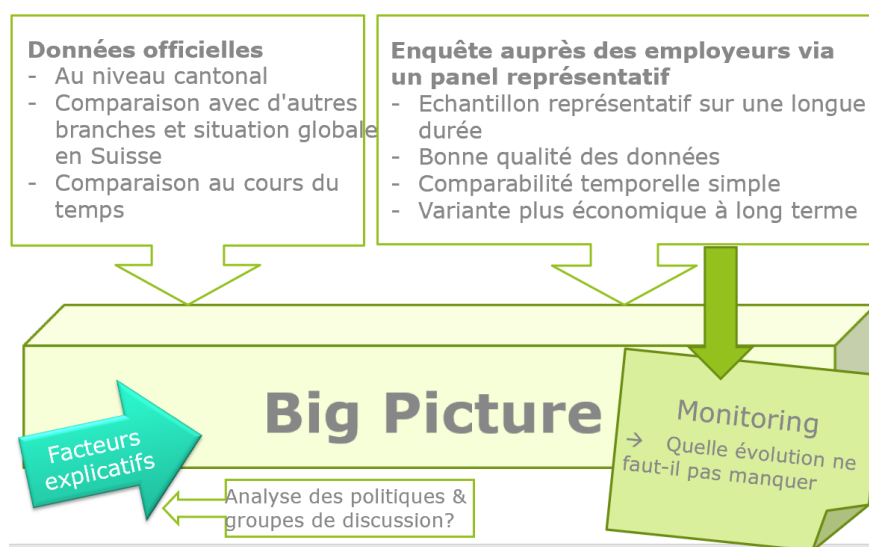 Données officielles
- Au niveau cantonal
- Comparaison avec d'autres
branches et situation globale
en Suisse
- Comparaison au cours du
temps
Enquête auprès des employeurs via
un panel représentatif
- Echantillon représentatif sur une longue
durée
- Bonne qualité des données
- Comparabilité temporelle simple
- Variante plus économique à long terme
Big Picture
Facteurs
explicatifs
Monitoring
→ Quelle évolution ne
faut-il pas manquer
Analyse des politiques &
groupes de discussion?